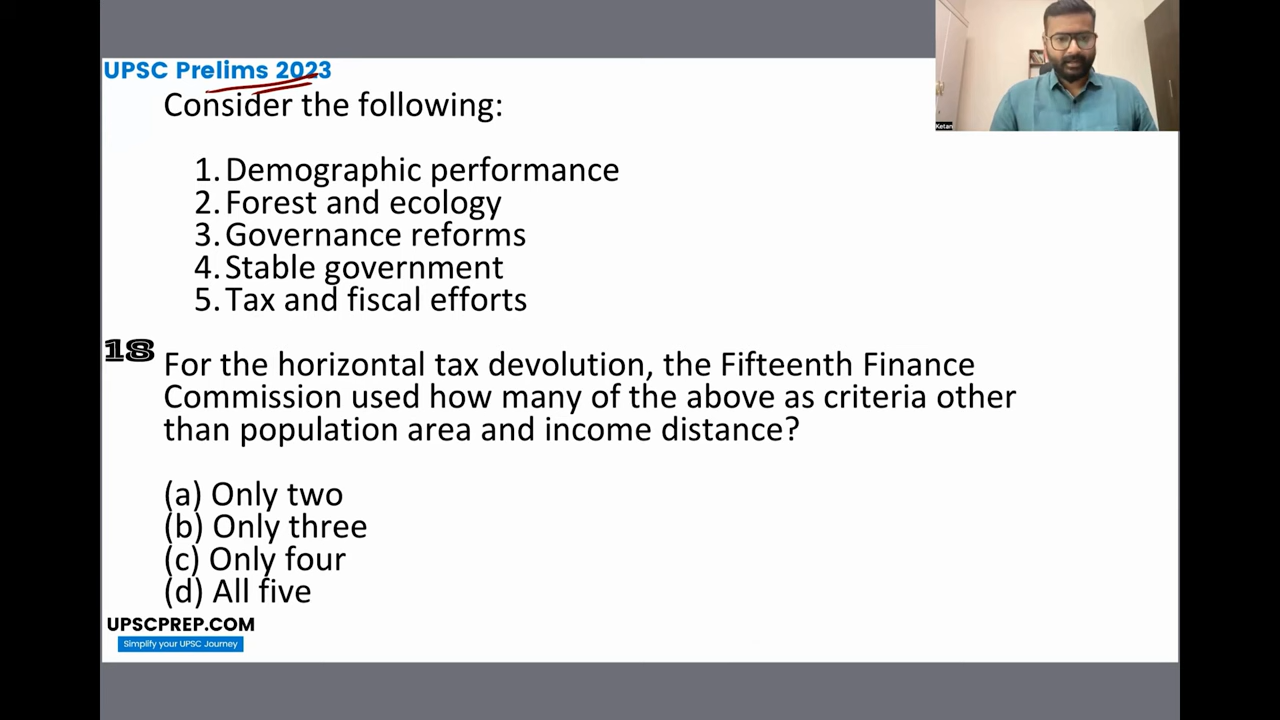 UPSC Prelims 2023
Consider the following:
1. Demographic performance
2. Forest and ecology
3. Governance reforms
4. Stable government
5. Tax and fiscal efforts
18
For the horizontal tax devolution, the Fifteenth Finance
Commission used how many of the above as criteria other
than population area and income distance?
(a) Only two
(b) Only three
(c) Only four
(d) All five
UPSCPREP.COM
Simplify your UPSC Journey
Ketan